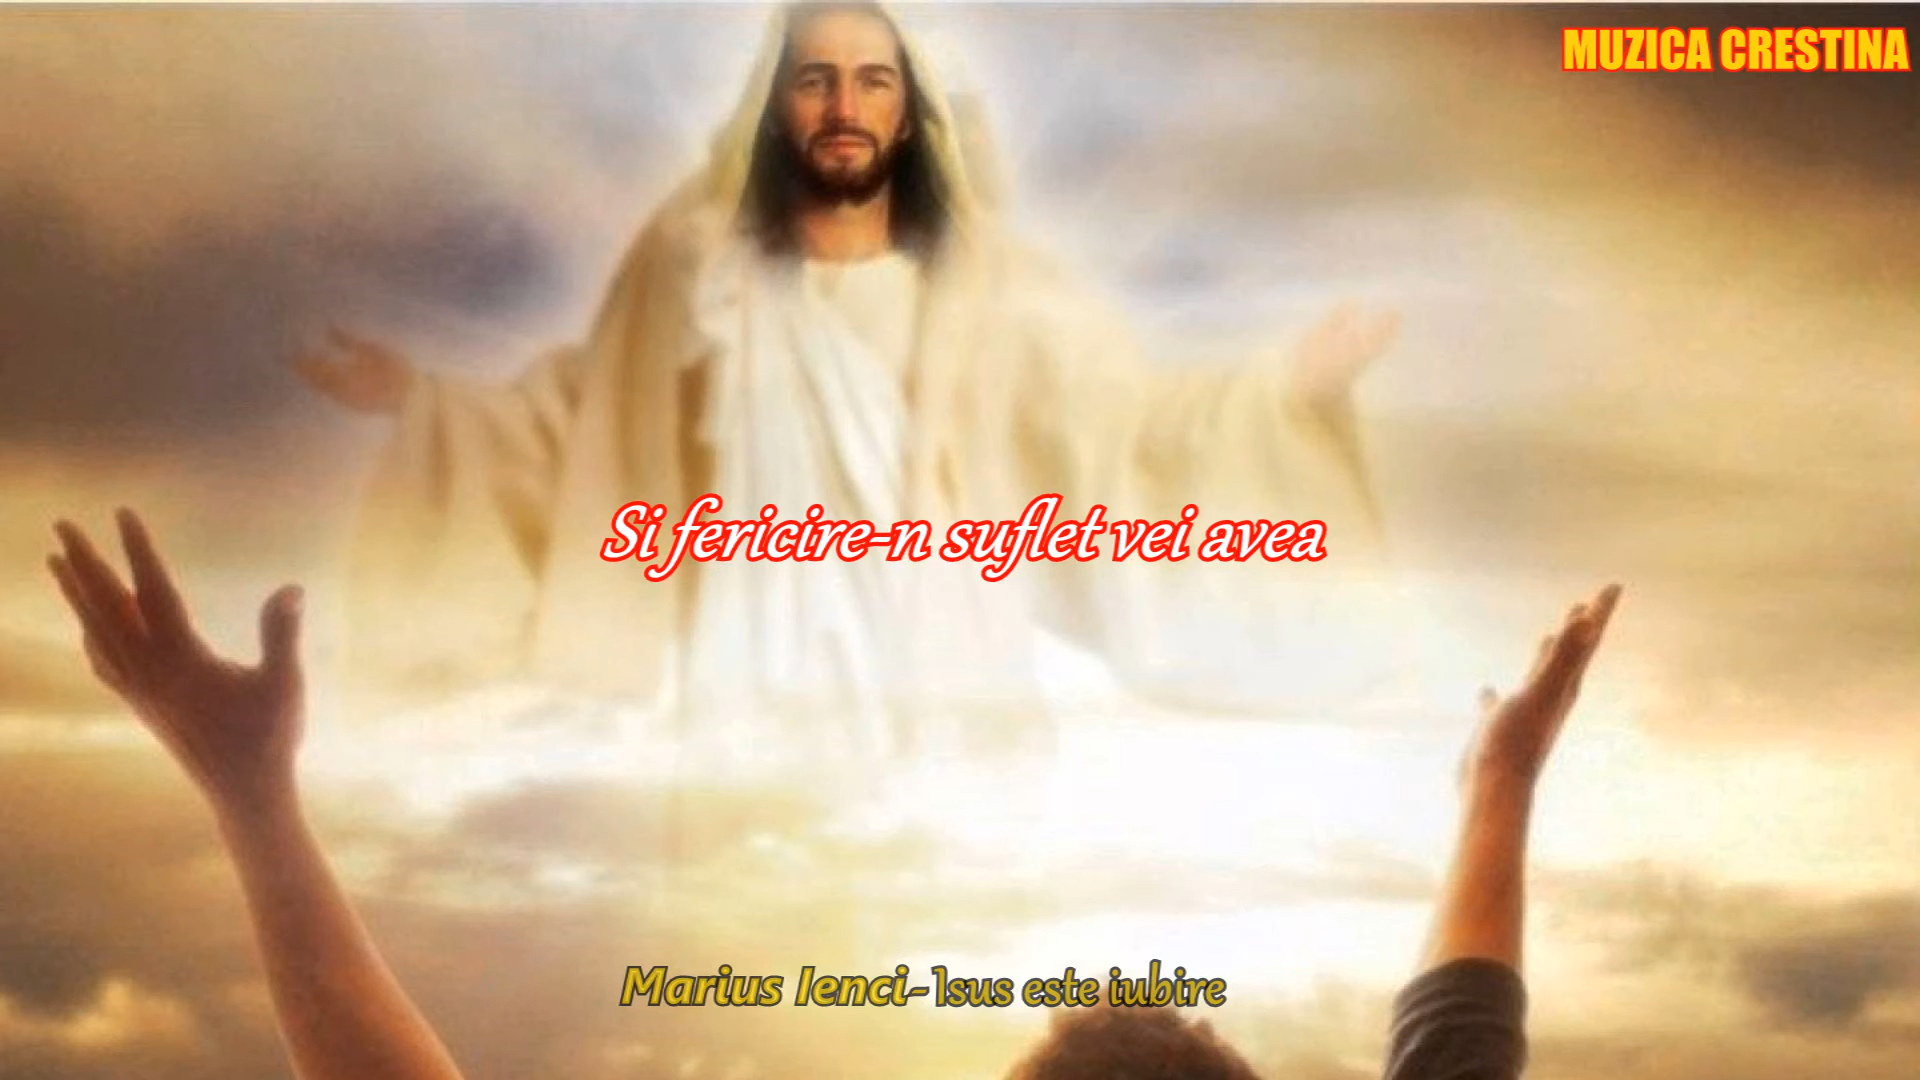 MUZICA CRESTINA
Si fericire-n suflet vei avea
Marius Ienci-Isus este iubire